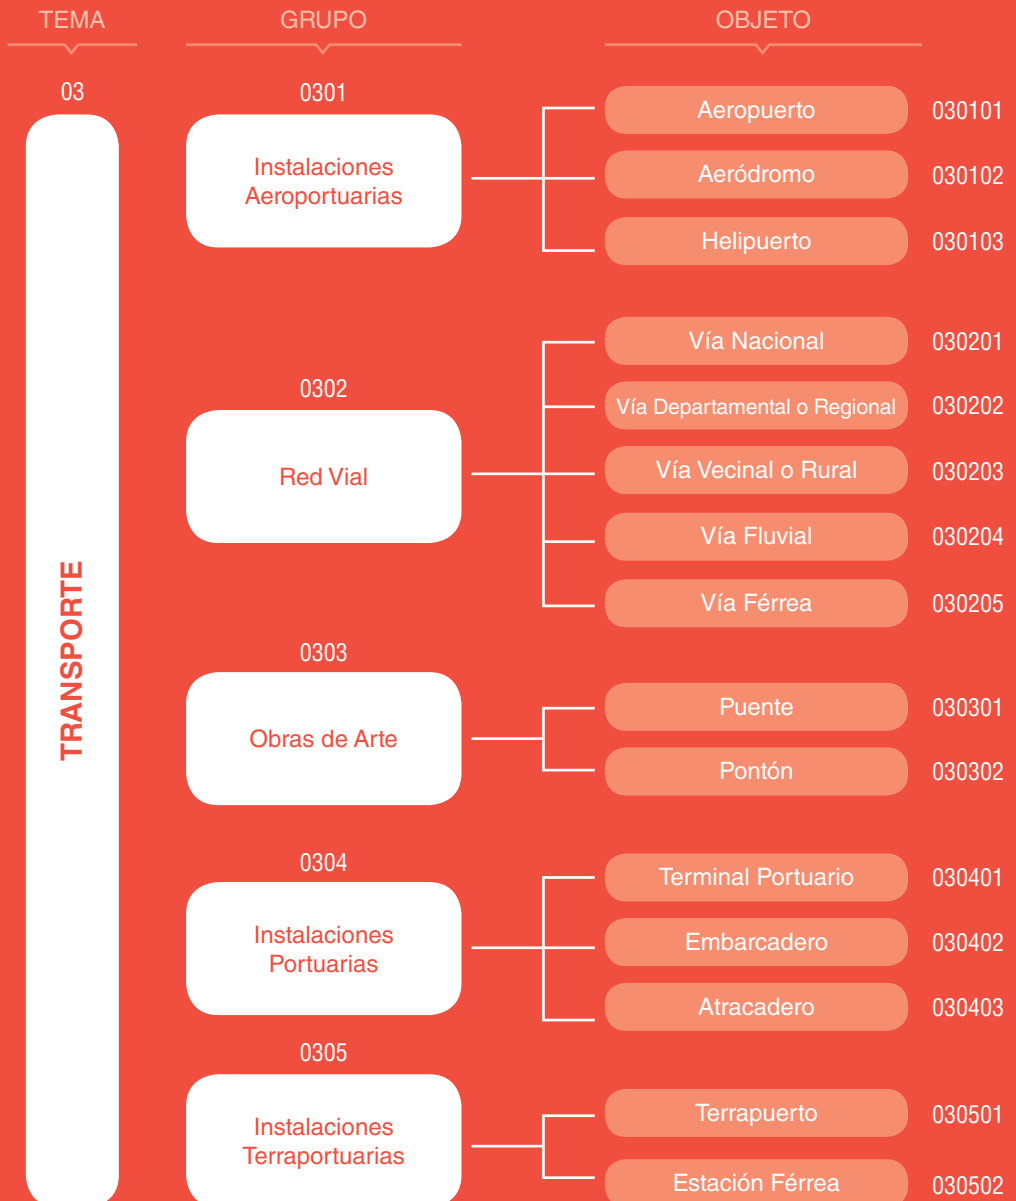 TEMA
GRUPO
OBJETO
03
TRANSPORTE
0301
Instalaciones
Aeroportuarias
Aeropuerto 030101
Aeródromo 030102
Helipuerto 030103
0302
Red Vial
Vía Nacional 030201
Vía Departamental o Regional 030202
Vía Vecinal o Rural 030203
Vía Fluvial 030204
Vía Férrea 030205
0303
Obras de Arte
Puente 030301
Pontón 030302
0304
Instalaciones
Portuarias
Terminal Portuario 030401
Embarcadero 030402
Atracadero 030403
0305
Instalaciones
Terraportuarias
Terrapuerto 030501
Estación Férrea 030502